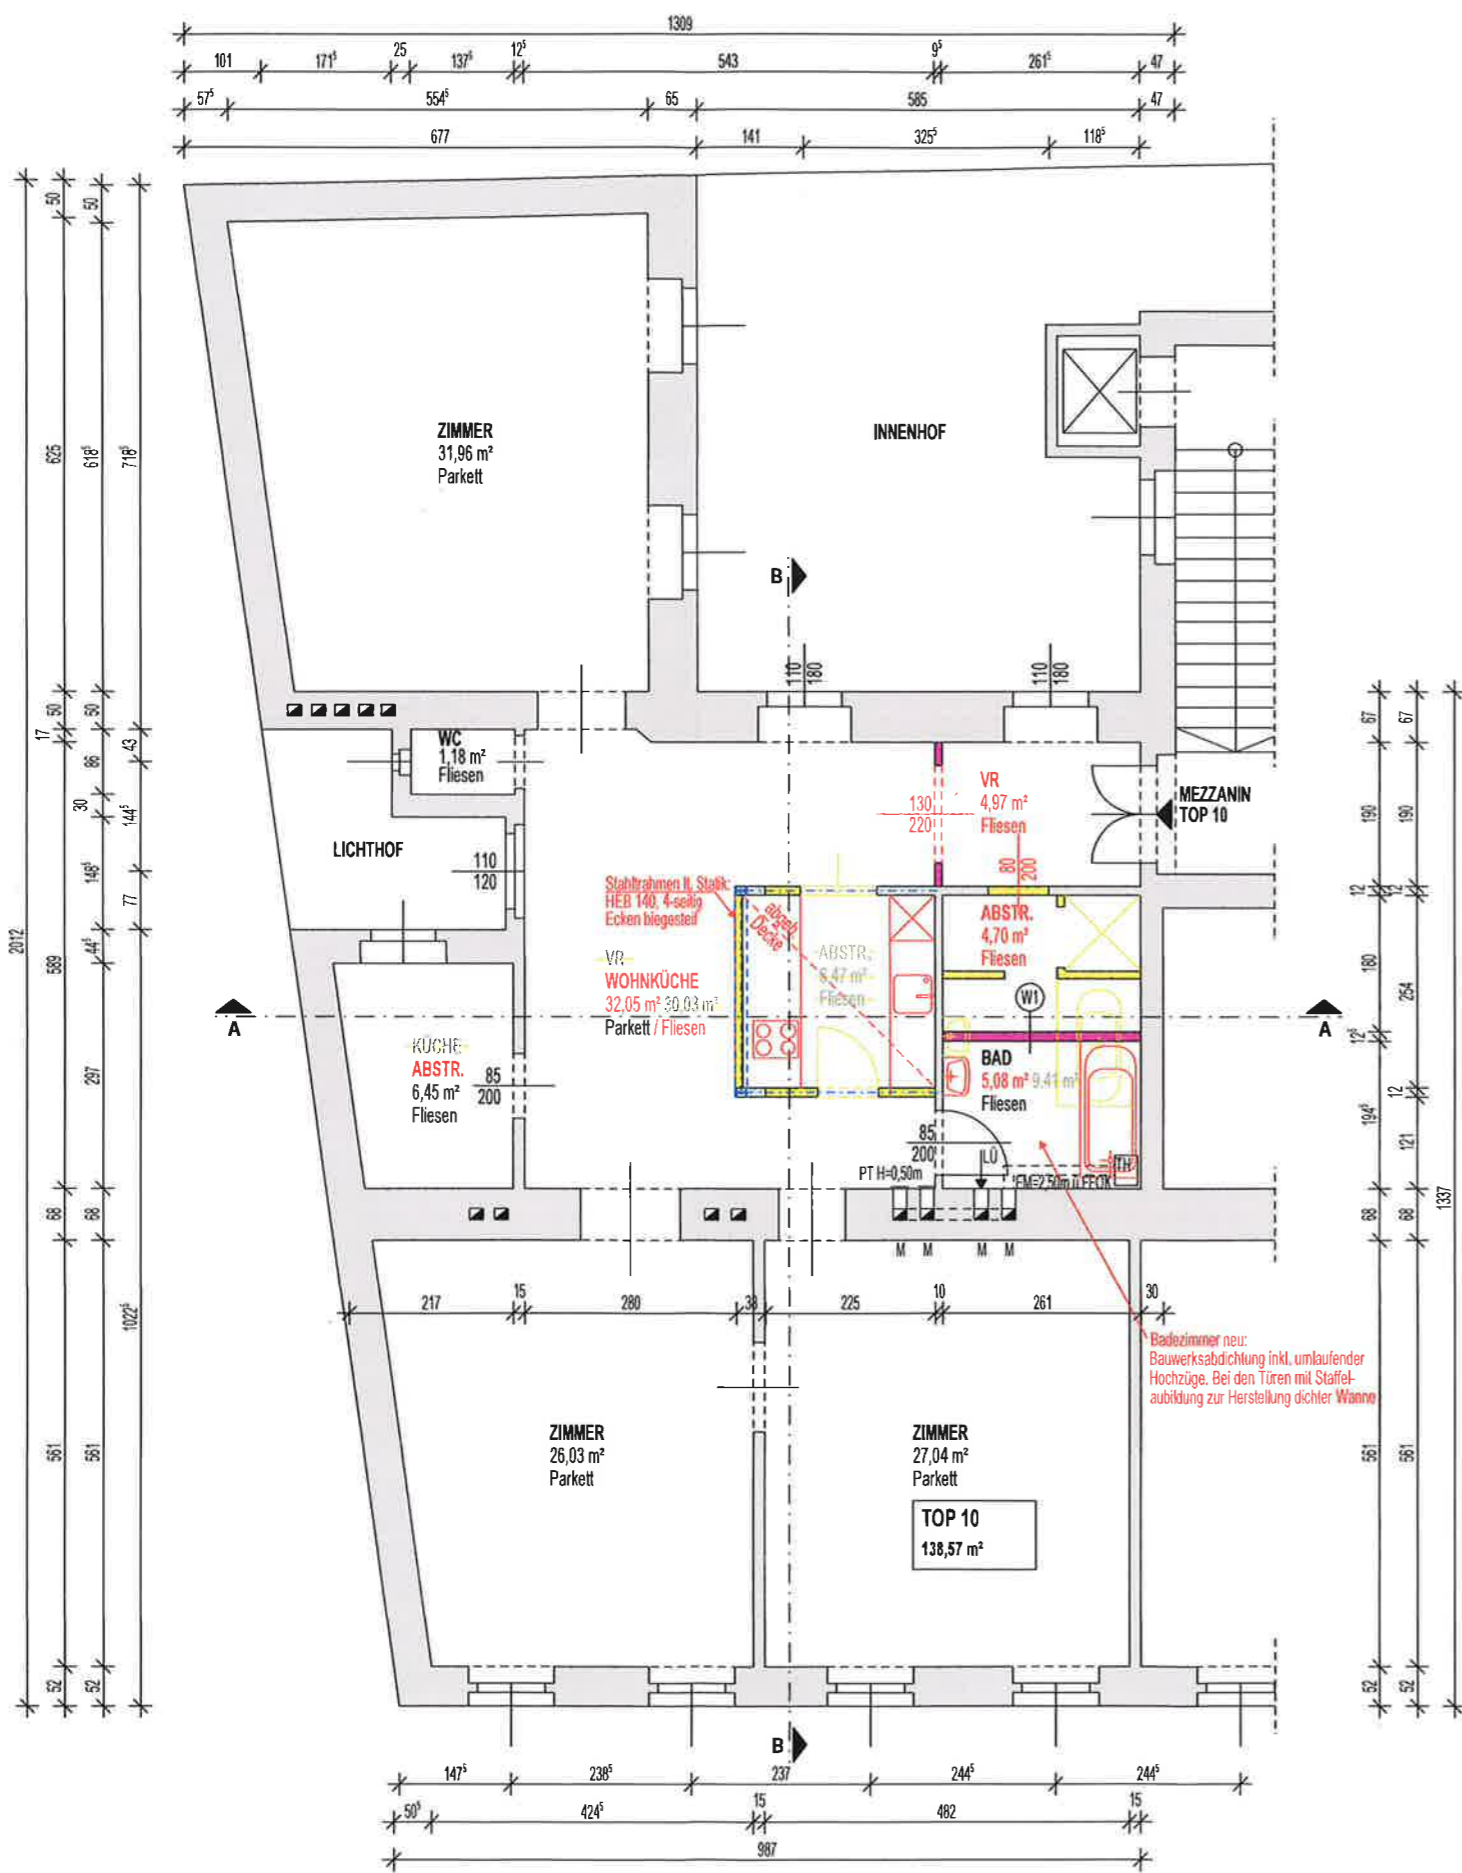 1309
101 171⁵ 25 137⁵ 12⁵ 543 9⁵ 261⁵ 47
57⁵ 554⁵ 65 585 47
677 141 325⁵ 118⁵
50 50
625 618⁵ 718⁵
ZIMMER
31,96 m²
Parkett
INNENHOF
B
110
180
110
180
50 50
17
43
86
30
144⁵
148⁵
77
44⁵
589
297
2012
68 68
1022⁵
561 561
52 52
67 67
190 190
12 12
180
254
12⁵
12
194⁵
121
68 68
1337
561 561
52 52
WC
1,18 m²
Fliesen
LICHTHOF
110
120
130
220
VR
4,97 m²
Fliesen
80
200
MEZZANIN
TOP 10
Stahlrahmen lt. Statik:
HEB 140, 4-seitig
Ecken biegesteif
abgeh.
Decke
ABSTR.
8,47 m²
Fliesen
ABSTR.
4,70 m²
Fliesen
VR
WOHNKÜCHE
32,05 m² 30,03 m²
Parkett / Fliesen
W1
A
A
KÜCHE
ABSTR.
6,45 m²
Fliesen
85
200
BAD
5,08 m² 9.41 m²
Fliesen
85
200
LÜ
TH
PT H=0,50m
FM=2,50m ü.FFOK
M M M M
217 15 280 38 225 10 261 30
Badezimmer neu:
Bauwerksabdichtung inkl. umlaufender
Hochzüge. Bei den Türen mit Staffel-
aubildung zur Herstellung dichter Wanne
ZIMMER
26,03 m²
Parkett
ZIMMER
27,04 m²
Parkett
TOP 10
138,57 m²
B
147⁵ 238⁵ 237 244⁵ 244⁵
50⁵ 424⁵ 15 482 15
987